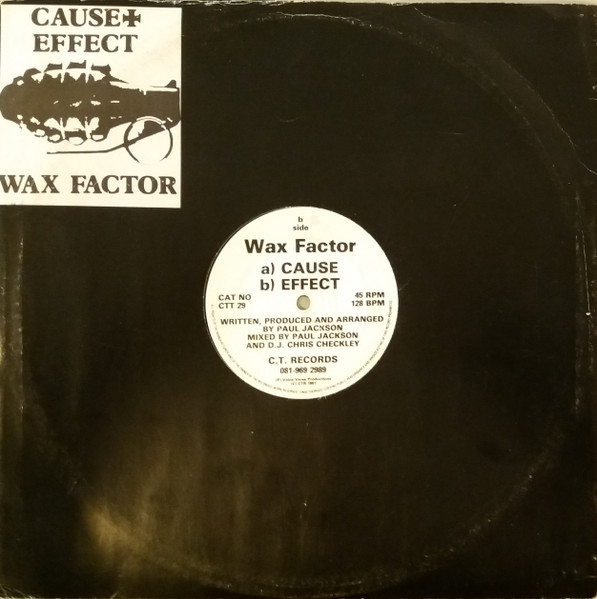 CAUSE+
EFFECT
WAX FACTOR
b
side
Wax Factor
a) CAUSE
b) EFFECT
CAT NO
CTT 29
45 RPM
128 BPM
WRITTEN, PRODUCED AND ARRANGED
BY PAUL JACKSON
MIXED BY PAUL JACKSON
AND D.J. CHRIS CHECKLEY
C.T. RECORDS
081-969 2989